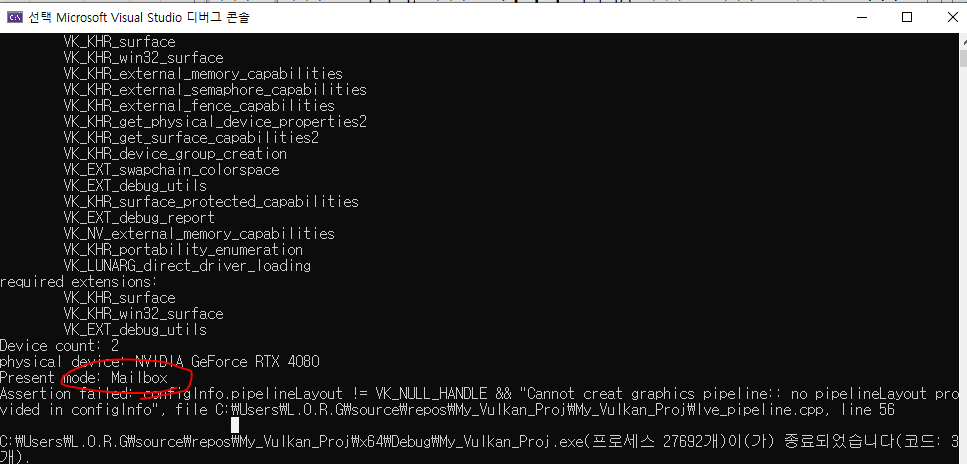 선택 Microsoft Visual Studio 디버그 콘솔
VK_KHR_surface
VK_KHR_win32_surface
VK_KHR_external_memory_capabilities
VK_KHR_external_semaphore_capabilities
VK_KHR_external_fence_capabilities
VK_KHR_get_physical_device_properties2
VK_KHR_get_surface_capabilities2
VK_KHR_device_group_creation
VK_EXT_swapchain_colorspace
VK_EXT_debug_utils
VK_KHR_surface_protected_capabilities
VK_EXT_debug_report
VK_NV_external_memory_capabilities
VK_KHR_portability_enumeration
VK_LUNARG_direct_driver_loading
required extensions:
VK_KHR_surface
VK_KHR_win32_surface
VK_EXT_debug_utils
Device count: 2
physical device: NVIDIA GeForce RTX 4080
Present mode: Mailbox
Assertion failed: configInfo.pipelineLayout != VK_NULL_HANDLE && "Cannot creat graphics pipeline:: no pipelineLayout pro
vided in configInfo", file C:₩Users₩L.O.R.G₩source₩repos₩My_Vulkan_Proj₩My_Vulkan_Proj₩lve_pipeline.cpp, line 56
C:₩Users₩L.O.R.G₩source₩repos₩My_Vulkan_Proj₩x64₩Debug₩My_Vulkan_Proj.exe(프로세스 27692개)이(가) 종료되었습니다(코드: 3
개).